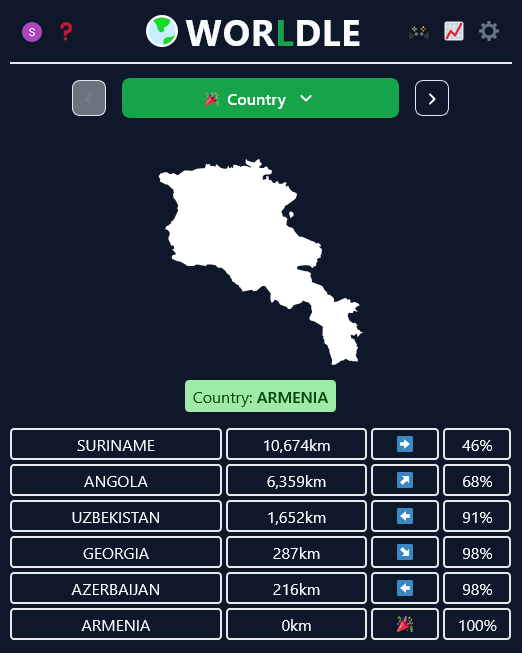 S
WORLDLE
Country
Country: ARMENIA
SURINAME 10,674km 46%
ANGOLA 6,359km 68%
UZBEKISTAN 1,652km 91%
GEORGIA 287km 98%
AZERBAIJAN 216km 98%
ARMENIA 0km 100%